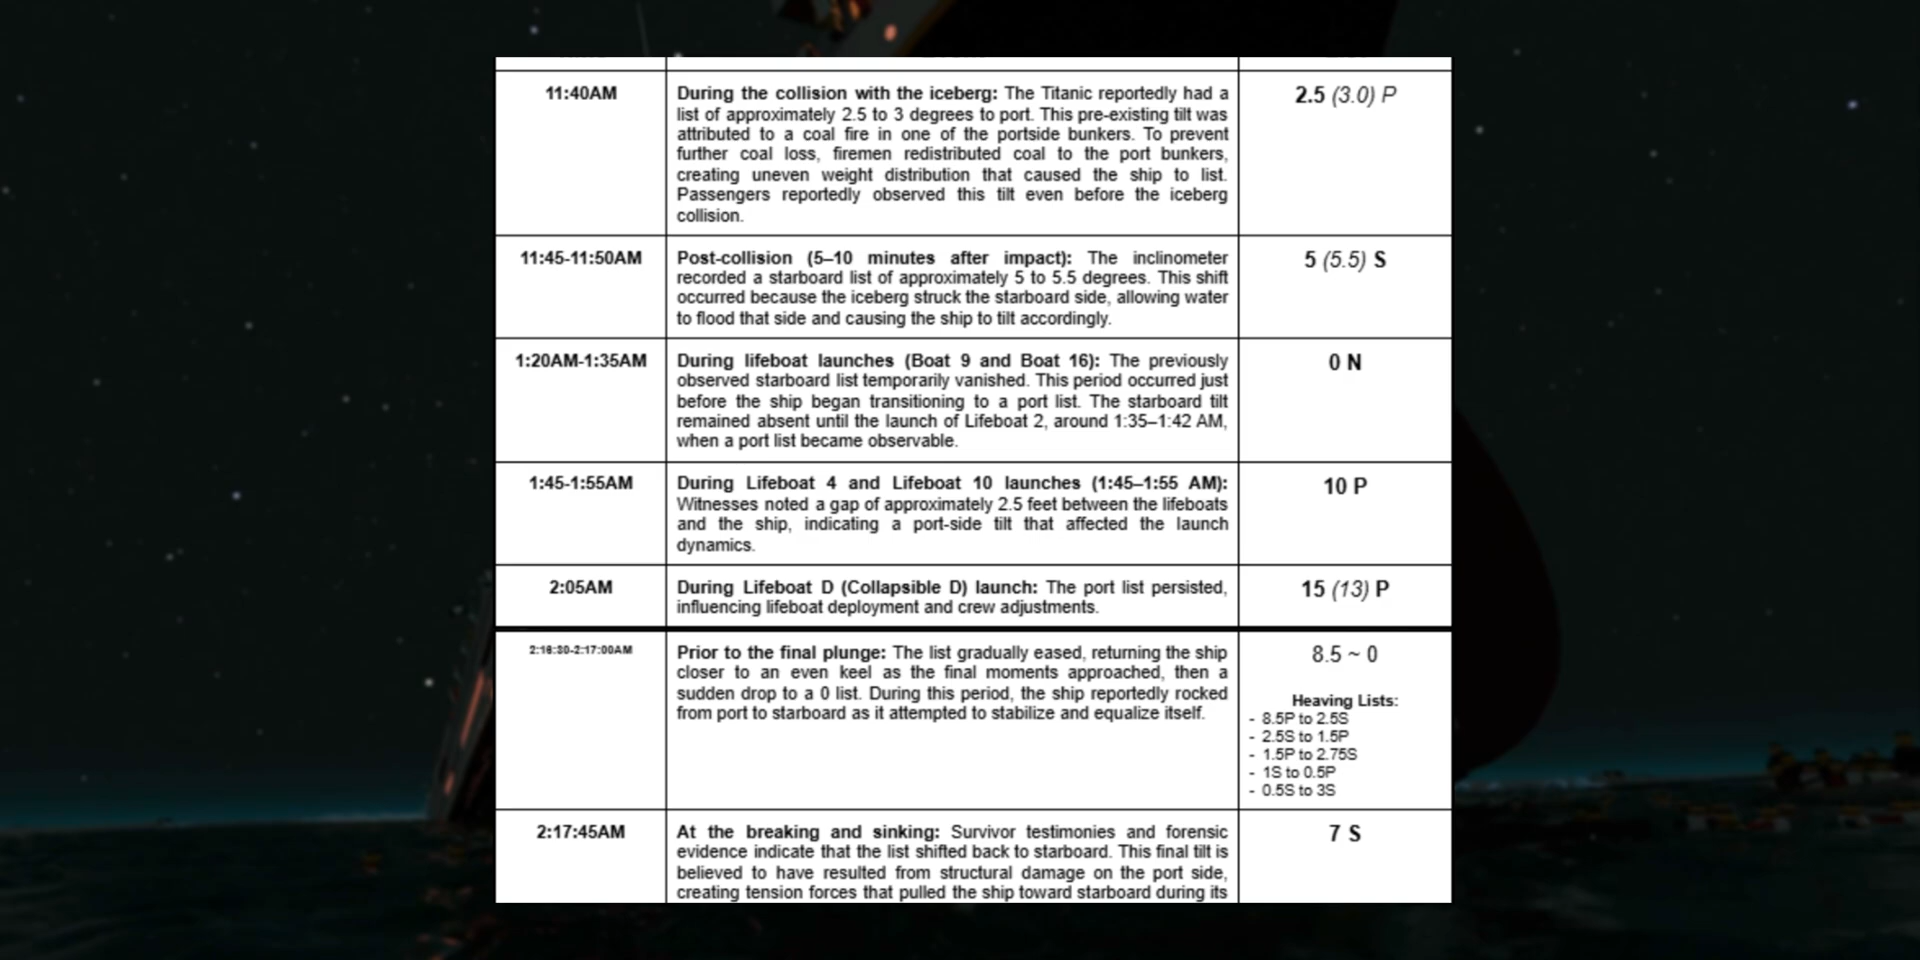 11:40AM
During the collision with the iceberg: The Titanic reportedly had a
list of approximately 2.5 to 3 degrees to port. This pre-existing tilt was
attributed to a coal fire in one of the portside bunkers. To prevent
further coal loss, firemen redistributed coal to the port bunkers,
creating uneven weight distribution that caused the ship to list.
Passengers reportedly observed this tilt even before the iceberg
collision.
2.5 (3.0) P
11:45-11:50AM
Post-collision (5–10 minutes after impact): The inclinometer
recorded a starboard list of approximately 5 to 5.5 degrees. This shift
occurred because the iceberg struck the starboard side, allowing water
to flood that side and causing the ship to tilt accordingly.
5 (5.5) S
1:20AM-1:35AM
During lifeboat launches (Boat 9 and Boat 16): The previously
observed starboard list temporarily vanished. This period occurred just
before the ship began transitioning to a port list. The starboard tilt
remained absent until the launch of Lifeboat 2, around 1:35–1:42 AM,
when a port list became observable.
0 N
1:45-1:55AM
During Lifeboat 4 and Lifeboat 10 launches (1:45–1:55 AM):
Witnesses noted a gap of approximately 2.5 feet between the lifeboats
and the ship, indicating a port-side tilt that affected the launch
dynamics.
10 P
2:05AM
During Lifeboat D (Collapsible D) launch: The port list persisted,
influencing lifeboat deployment and crew adjustments.
15 (13) P
2:16:30-2:17:00AM
Prior to the final plunge: The list gradually eased, returning the ship
closer to an even keel as the final moments approached, then a
sudden drop to a 0 list. During this period, the ship reportedly rocked
from port to starboard as it attempted to stabilize and equalize itself.
8.5 ~ 0
Heaving Lists:
- 8.5P to 2.5S
- 2.5S to 1.5P
- 1.5P to 2.75S
- 1S to 0.5P
- 0.5S to 3S
2:17:45AM
At the breaking and sinking: Survivor testimonies and forensic
evidence indicate that the list shifted back to starboard. This final tilt is
believed to have resulted from structural damage on the port side,
creating tension forces that pulled the ship toward starboard during its
7 S